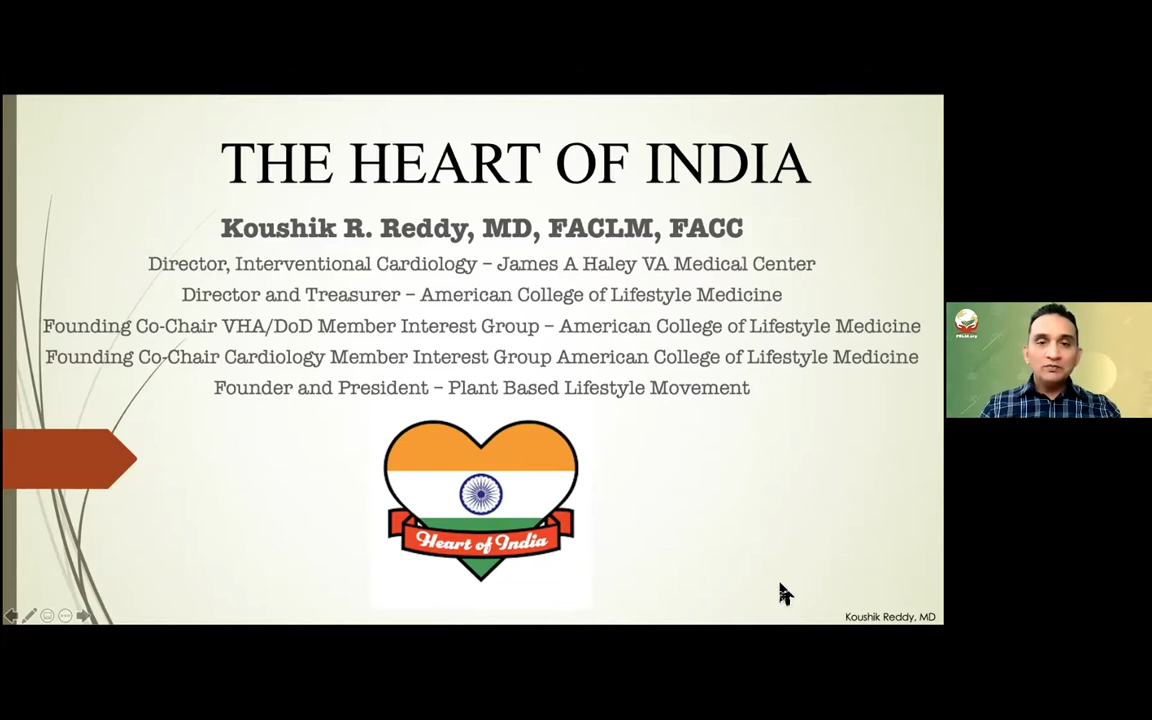 THE HEART OF INDIA
Koushik R. Reddy, MD, FACLM, FACC
Director, Interventional Cardiology – James A Haley VA Medical Center
Director and Treasurer – American College of Lifestyle Medicine
Founding Co-Chair VHA/DoD Member Interest Group – American College of Lifestyle Medicine
Founding Co-Chair Cardiology Member Interest Group American College of Lifestyle Medicine
Founder and President – Plant Based Lifestyle Movement
Heart of India
Koushik Reddy, MD